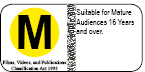 M
Films, Videos, and Publications
Classification Act 1993
Suitable for Mature
Audiences 16 Years
and over.